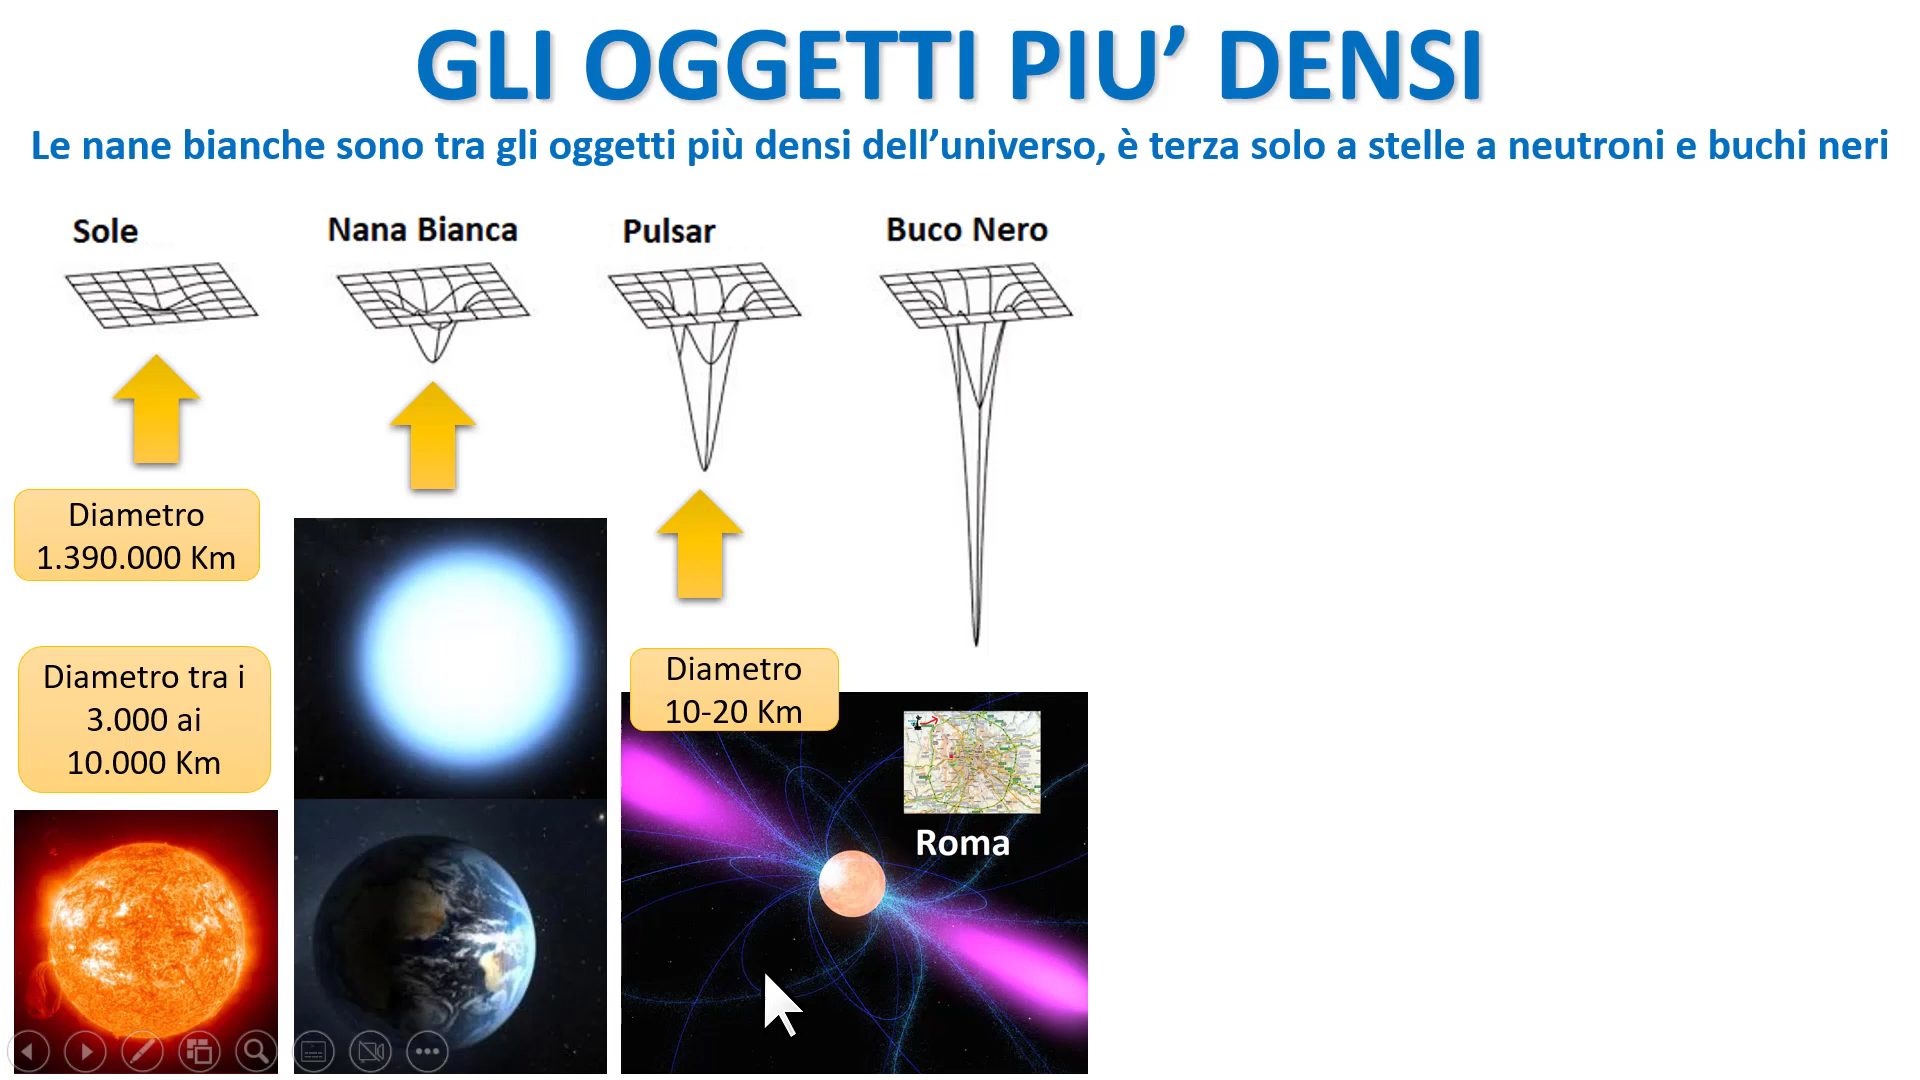 GLI OGGETTI PIU’ DENSI
Le nane bianche sono tra gli oggetti più densi dell’universo, è terza solo a stelle a neutroni e buchi neri
Sole
Nana Bianca
Pulsar
Buco Nero
Diametro
1.390.000 Km
Diametro tra i
3.000 ai
10.000 Km
Diametro
10-20 Km
Roma